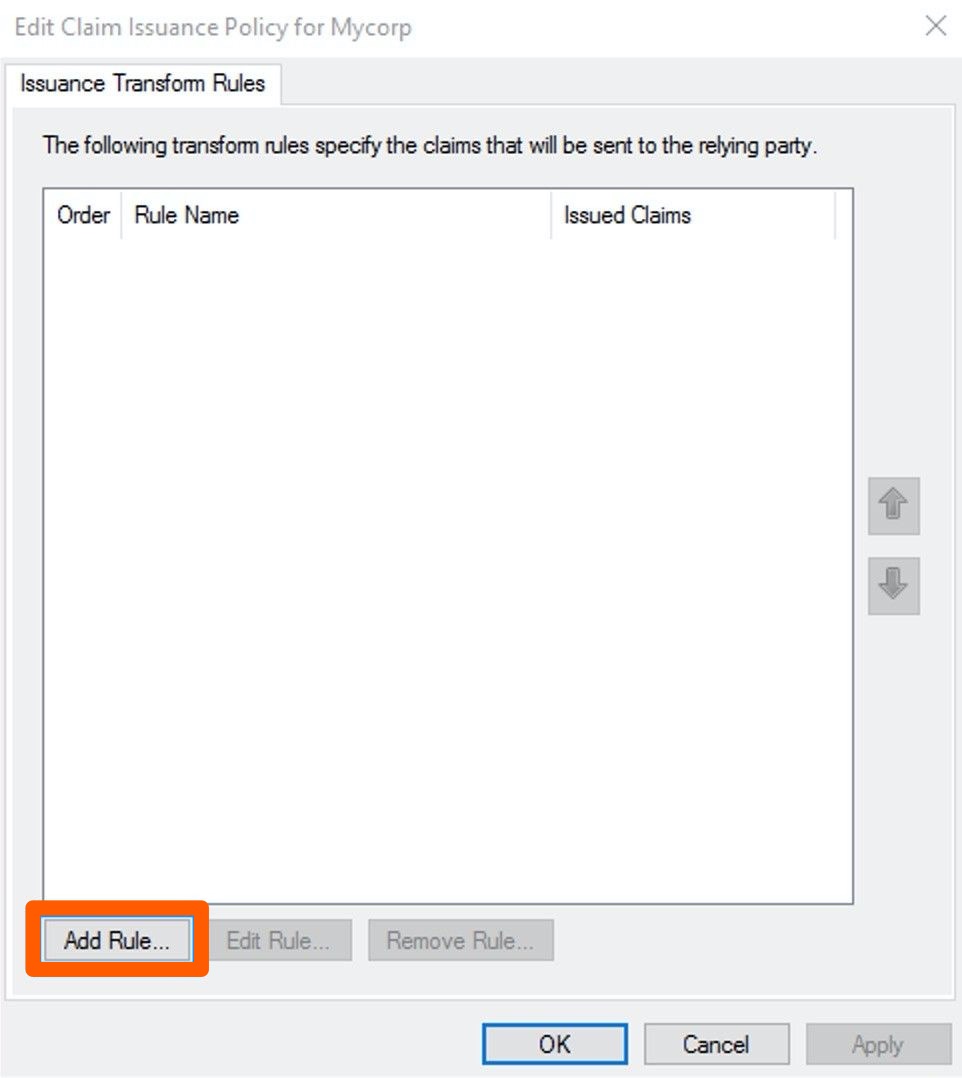 Edit Claim Issuance Policy for Mycorp
Issuance Transform Rules
The following transform rules specify the claims that will be sent to the relying party.
Order Rule Name Issued Claims
Add Rule... Edit Rule... Remove Rule...
OK Cancel Apply